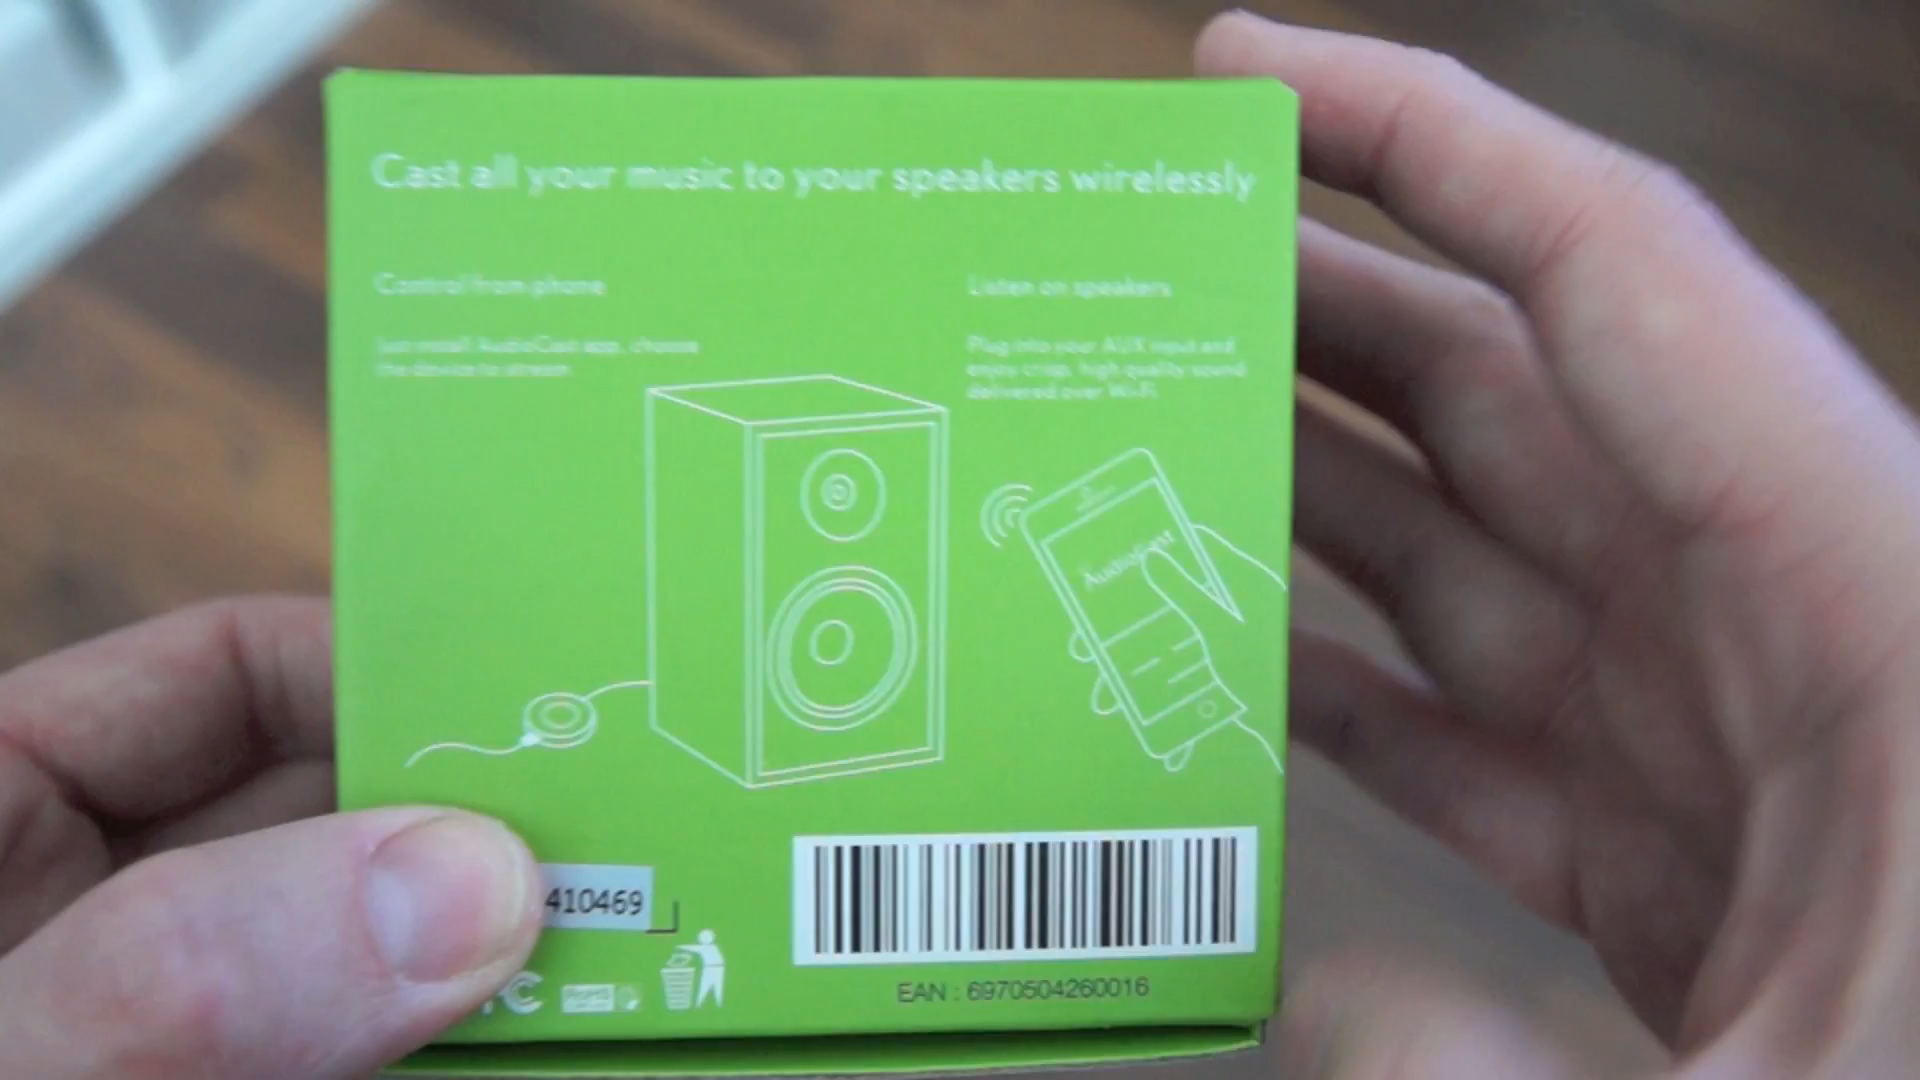 Cast all your music to your speakers wirelessly
Control from phone
Just install AudioCast app, choose
the device to stream
Listen on speakers
Plug into your AUX input and
enjoy crisp, high quality sound
delivered over Wi-Fi.
AudioCast
410469
EAN : 6970504260016